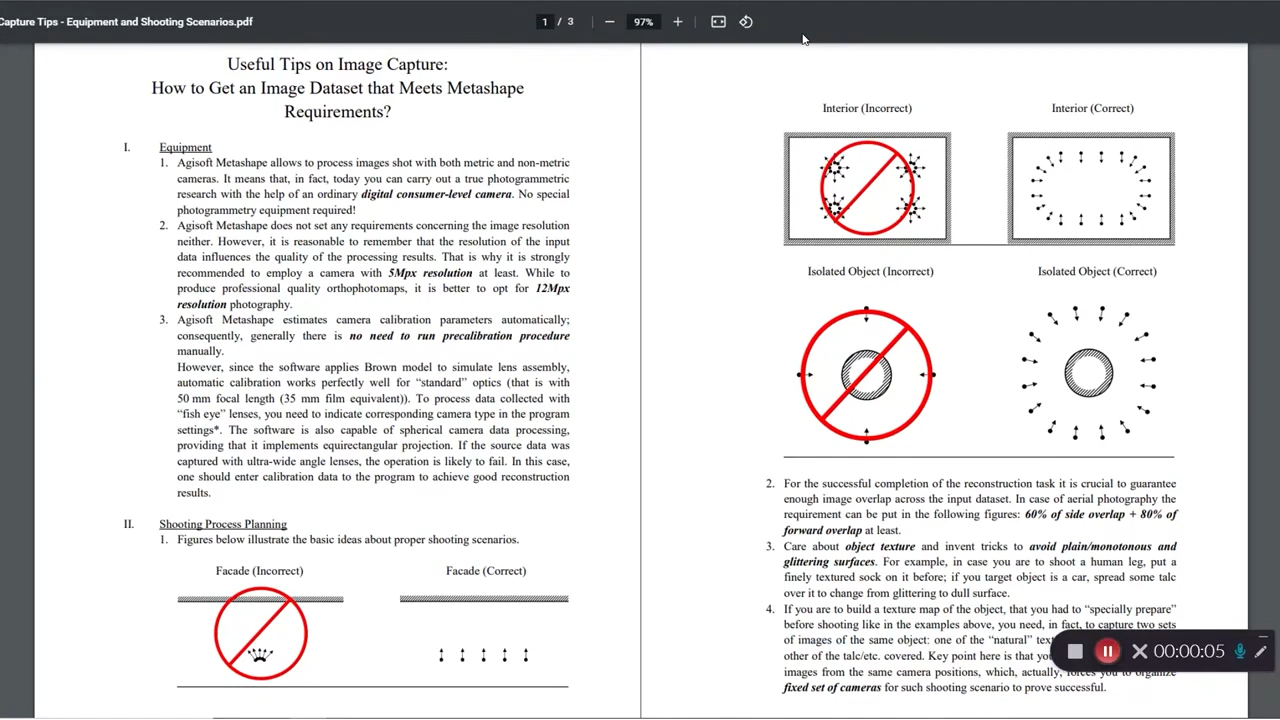 Capture Tips - Equipment and Shooting Scenarios.pdf
1 / 3
97%
Useful Tips on Image Capture:
How to Get an Image Dataset that Meets Metashape
Requirements?
I. Equipment
1. Agisoft Metashape allows to process images shot with both metric and non-metric
cameras. It means that, in fact, today you can carry out a true photogrammetric
research with the help of an ordinary digital consumer-level camera. No special
photogrammetry equipment required!
2. Agisoft Metashape does not set any requirements concerning the image resolution
neither. However, it is reasonable to remember that the resolution of the input
data influences the quality of the processing results. That is why it is strongly
recommended to employ a camera with 5Mpx resolution at least. While to
produce professional quality orthophotomaps, it is better to opt for 12Mpx
resolution photography.
3. Agisoft Metashape estimates camera calibration parameters automatically;
consequently, generally there is no need to run precalibration procedure
manually.
However, since the software applies Brown model to simulate lens assembly,
automatic calibration works perfectly well for “standard” optics (that is with
50 mm focal length (35 mm film equivalent)). To process data collected with
“fish eye” lenses, you need to indicate corresponding camera type in the program
settings*. The software is also capable of spherical camera data processing,
providing that it implements equirectangular projection. If the source data was
captured with ultra-wide angle lenses, the operation is likely to fail. In this case,
one should enter calibration data to the program to achieve good reconstruction
results.
II. Shooting Process Planning
1. Figures below illustrate the basic ideas about proper shooting scenarios.
Facade (Incorrect) Facade (Correct)
Interior (Incorrect) Interior (Correct)
Isolated Object (Incorrect) Isolated Object (Correct)
2. For the successful completion of the reconstruction task it is crucial to guarantee
enough image overlap across the input dataset. In case of aerial photography the
requirement can be put in the following figures: 60% of side overlap + 80% of
forward overlap at least.
3. Care about object texture and invent tricks to avoid plain/monotonous and
glittering surfaces. For example, in case you are to shoot a human leg, put a
finely textured sock on it before; if you target object is a car, spread some talc
over it to change from glittering to dull surface.
4. If you are to build a texture map of the object, that you had to “specially prepare”
before shooting like in the examples above, you need, in fact, to capture two sets
of images of the same object: one of the “natural”
other of the talc/etc. covered. Key point here is that
images from the same camera positions, which, actually, forces you to organize
fixed set of cameras for such shooting scenario to prove successful.
00:00:05